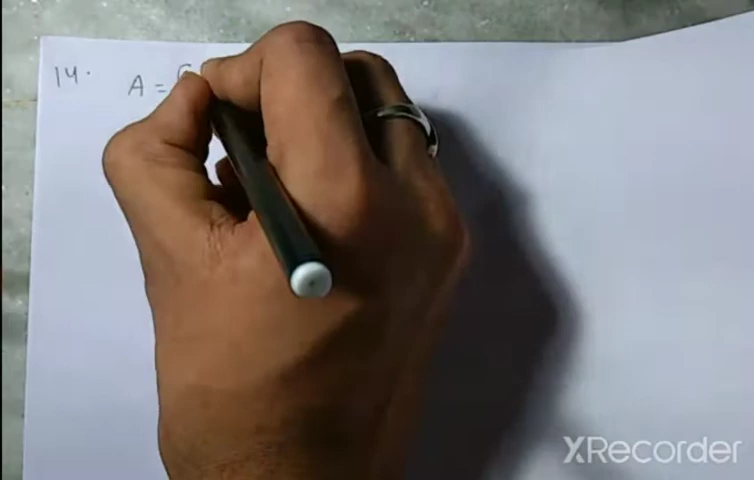 14. A =
XRecorder